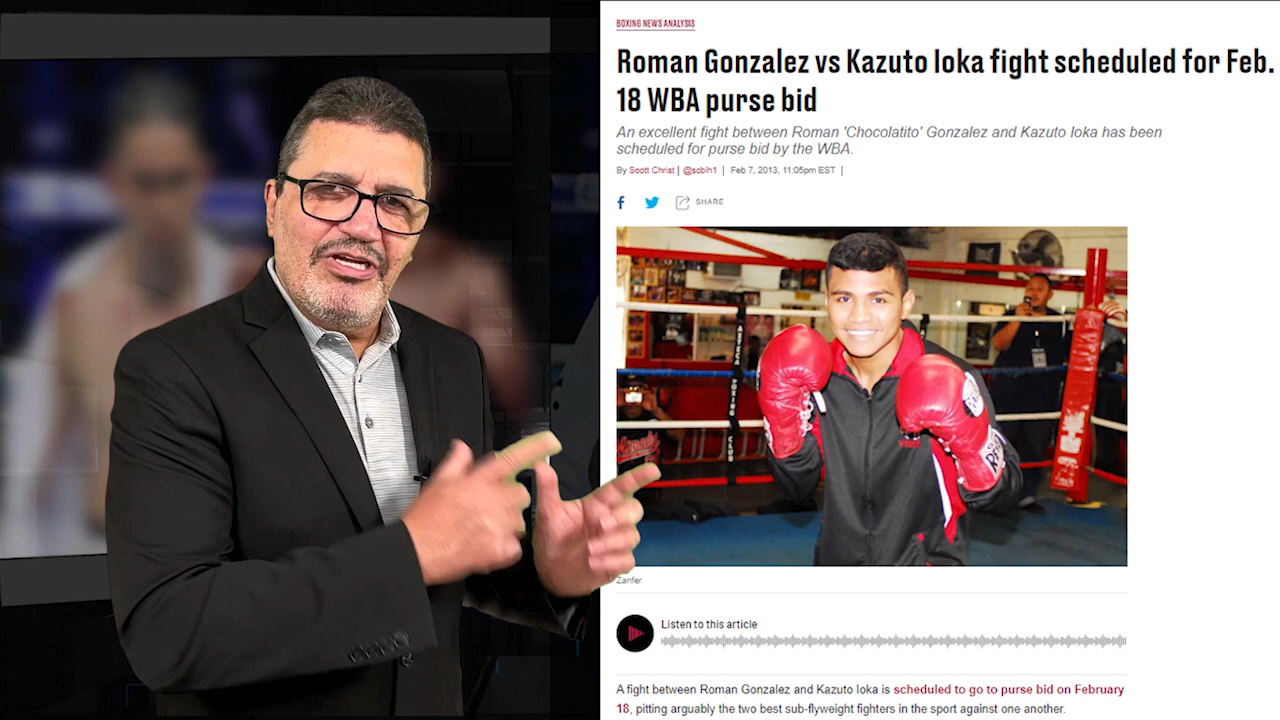 BOXING NEWS ANALYSIS
Roman Gonzalez vs Kazuto Ioka fight scheduled for Feb.
18 WBA purse bid
An excellent fight between Roman 'Chocolatito' Gonzalez and Kazuto Ioka has been
scheduled for purse bid by the WBA.
By Scott Christ | @scblh1 | Feb 7, 2013, 11:05pm EST |
SHARE
AZTECA BOXING CLUB
Zanfer
Listen to this article
A fight between Roman Gonzalez and Kazuto Ioka is scheduled to go to purse bid on February
18, pitting arguably the two best sub-flyweight fighters in the sport against one another.